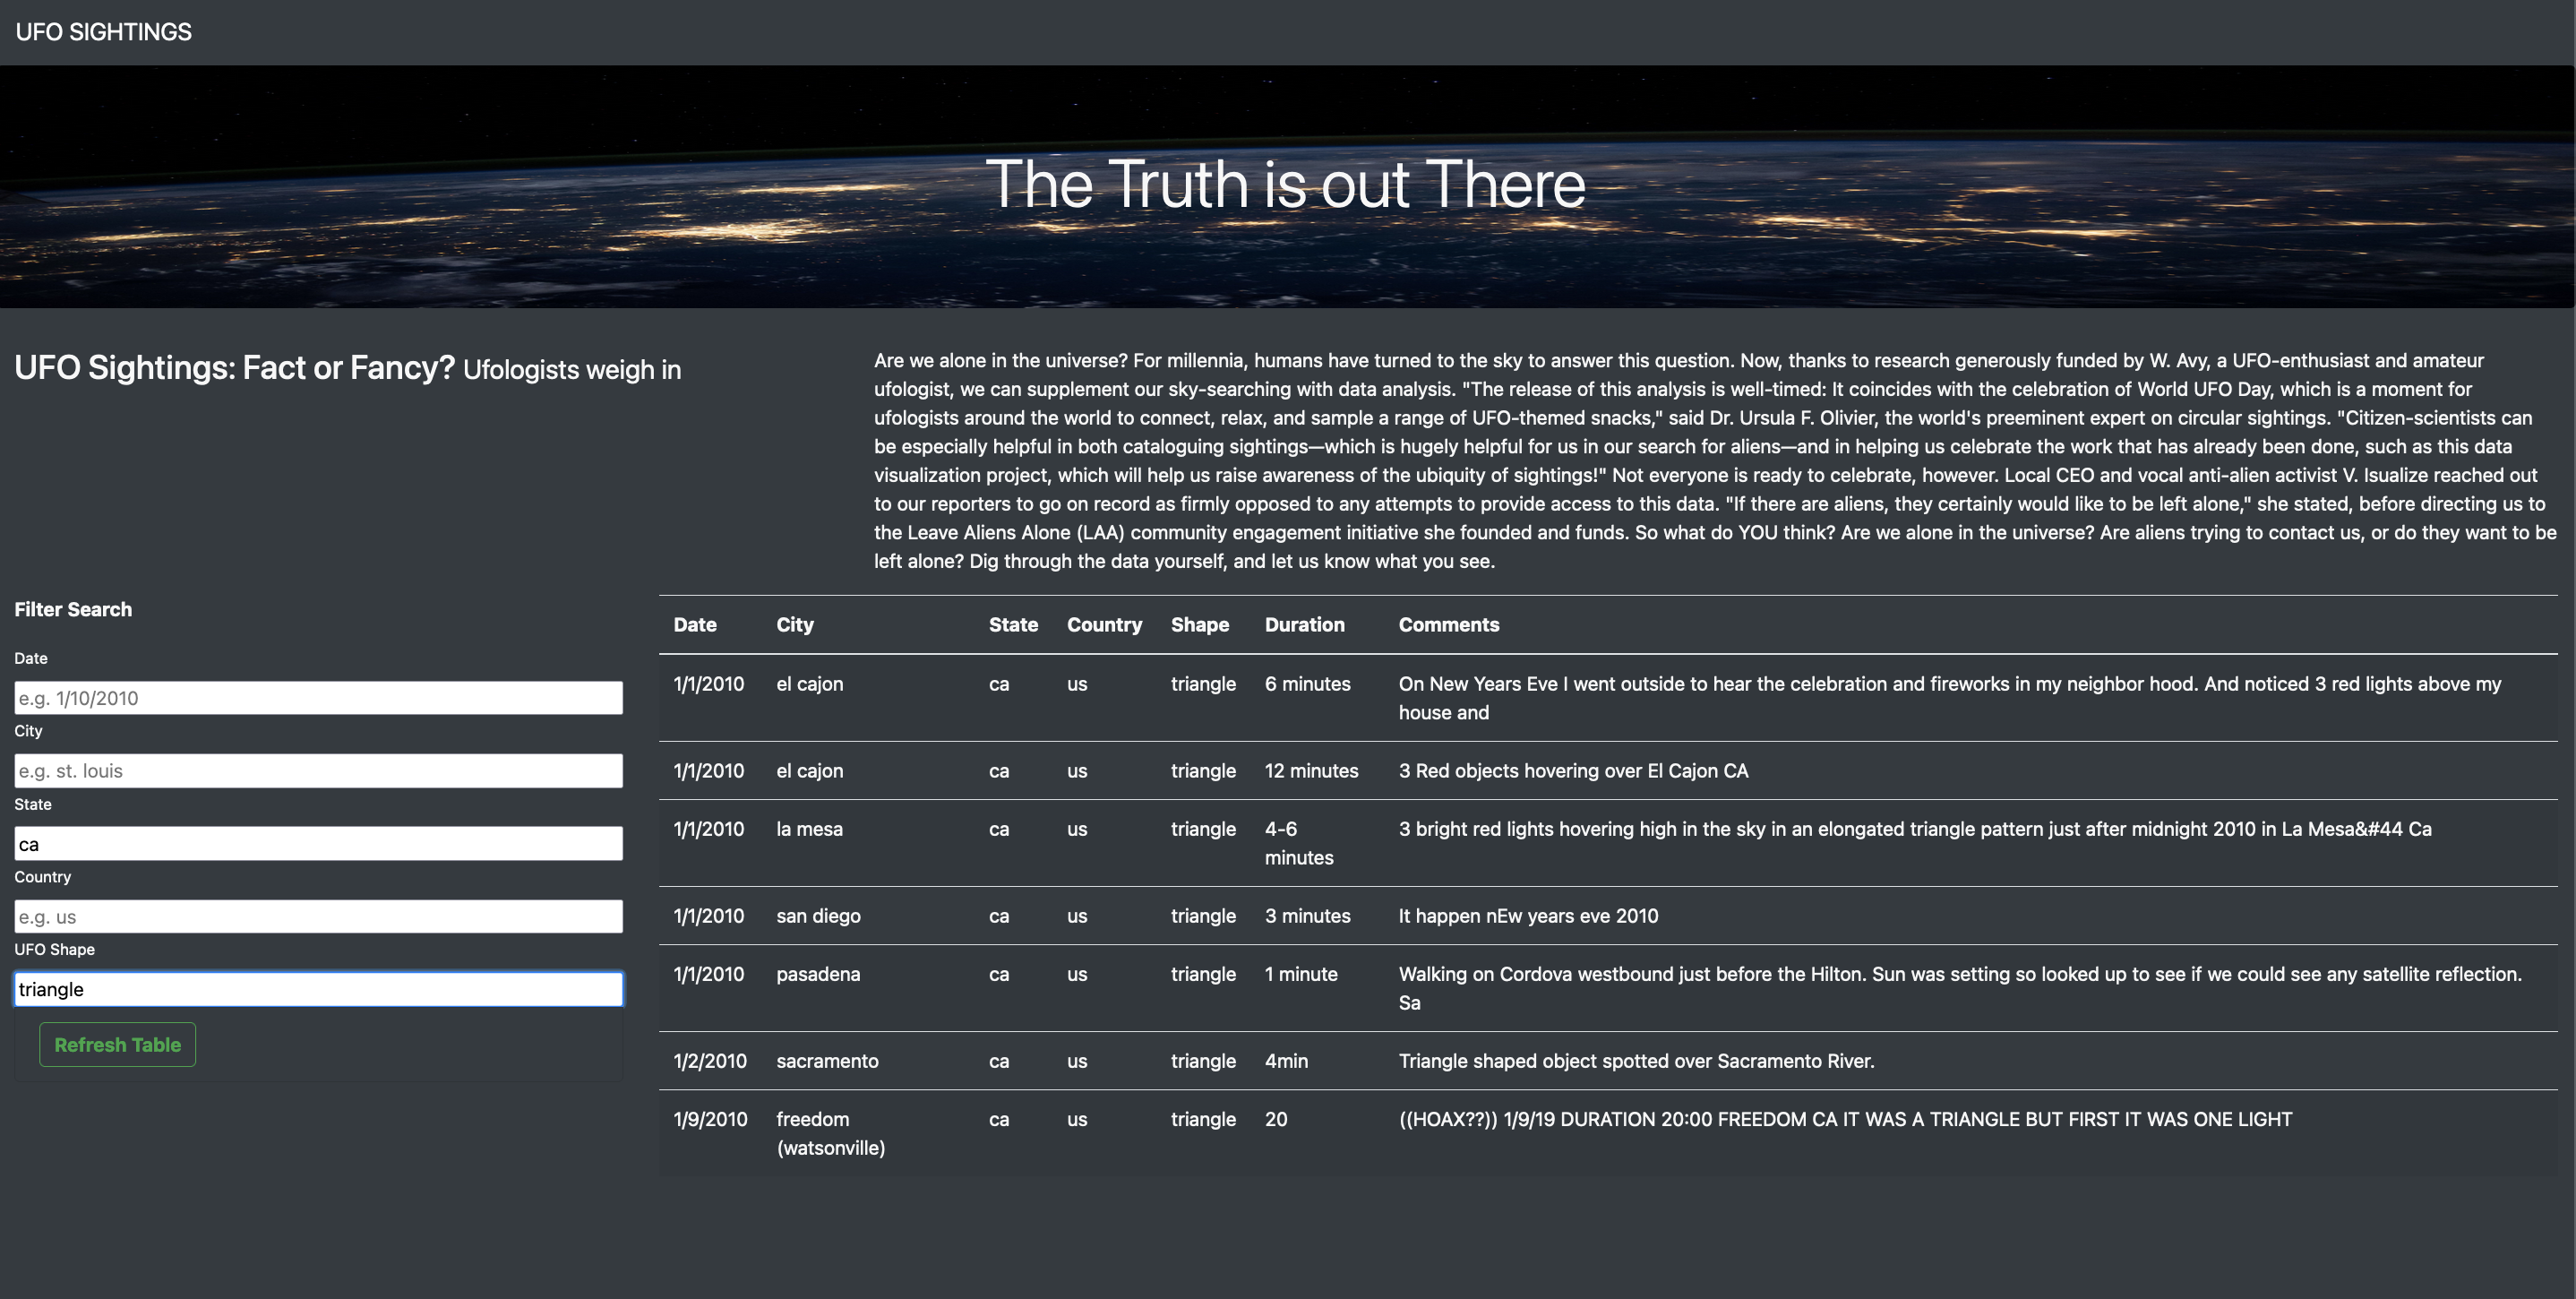 UFO SIGHTINGS
The Truth is out There
UFO Sightings: Fact or Fancy? Ufologists weigh in
Are we alone in the universe? For millennia, humans have turned to the sky to answer this question. Now, thanks to research generously funded by W. Avy, a UFO-enthusiast and amateur
ufologist, we can supplement our sky-searching with data analysis. "The release of this analysis is well-timed: It coincides with the celebration of World UFO Day, which is a moment for
ufologists around the world to connect, relax, and sample a range of UFO-themed snacks," said Dr. Ursula F. Olivier, the world's preeminent expert on circular sightings. "Citizen-scientists can
be especially helpful in both cataloguing sightings—which is hugely helpful for us in our search for aliens—and in helping us celebrate the work that has already been done, such as this data
visualization project, which will help us raise awareness of the ubiquity of sightings!" Not everyone is ready to celebrate, however. Local CEO and vocal anti-alien activist V. Isualize reached out
to our reporters to go on record as firmly opposed to any attempts to provide access to this data. "If there are aliens, they certainly would like to be left alone," she stated, before directing us to
the Leave Aliens Alone (LAA) community engagement initiative she founded and funds. So what do YOU think? Are we alone in the universe? Are aliens trying to contact us, or do they want to be
left alone? Dig through the data yourself, and let us know what you see.
Filter Search
Date
e.g. 1/10/2010
City
e.g. st. louis
State
ca
Country
e.g. us
UFO Shape
triangle
Refresh Table
Date City State Country Shape Duration Comments
1/1/2010 el cajon ca us triangle 6 minutes On New Years Eve I went outside to hear the celebration and fireworks in my neighbor hood. And noticed 3 red lights above my
house and
1/1/2010 el cajon ca us triangle 12 minutes 3 Red objects hovering over El Cajon CA
1/1/2010 la mesa ca us triangle 4-6 3 bright red lights hovering high in the sky in an elongated triangle pattern just after midnight 2010 in La Mesa&#44 Ca
minutes
1/1/2010 san diego ca us triangle 3 minutes It happen nEw years eve 2010
1/1/2010 pasadena ca us triangle 1 minute Walking on Cordova westbound just before the Hilton. Sun was setting so looked up to see if we could see any satellite reflection.
Sa
1/2/2010 sacramento ca us triangle 4min Triangle shaped object spotted over Sacramento River.
1/9/2010 freedom ca us triangle 20 ((HOAX??)) 1/9/19 DURATION 20:00 FREEDOM CA IT WAS A TRIANGLE BUT FIRST IT WAS ONE LIGHT
(watsonville)